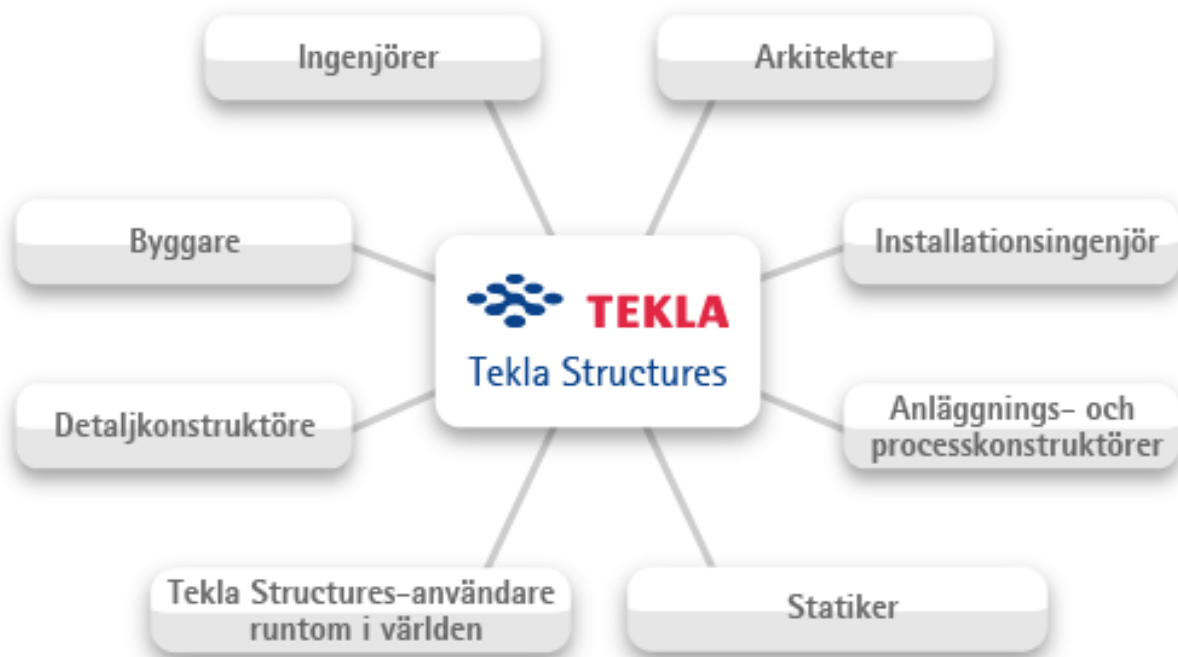 Ingenjörer
Arkitekter
Byggare
Installationsingenjör
TEKLA
Tekla Structures
Detaljkonstruktöre
Anläggnings- och
processkonstruktörer
Tekla Structures-användare
runtom i världen
Statiker